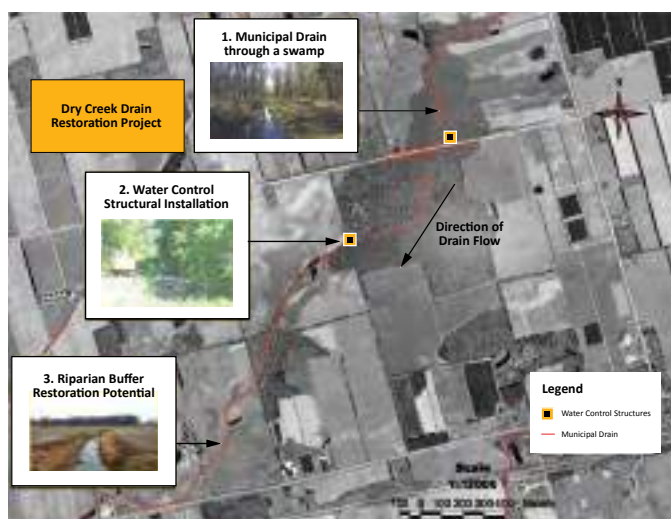 1. Municipal Drain
through a swamp
Dry Creek Drain
Restoration Project
2. Water Control
Structural Installation
Direction of
Drain Flow
3. Riparian Buffer
Restoration Potential
Legend
Water Control Structures
Municipal Drain
Scale